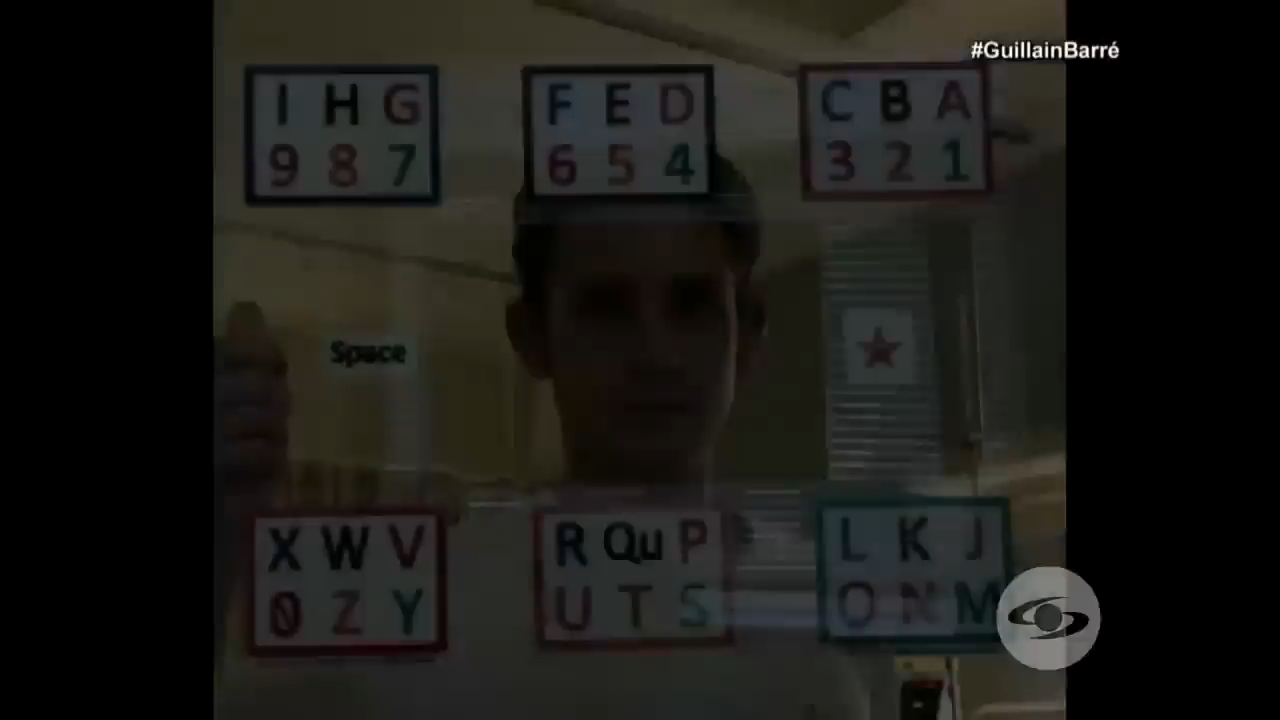 #GuillainBarré
I H G
9 8 7
F E D
6 5 4
C B A
3 2 1
Space
X W V
0 Z Y
R Qu P
U T S
L K J
O N M